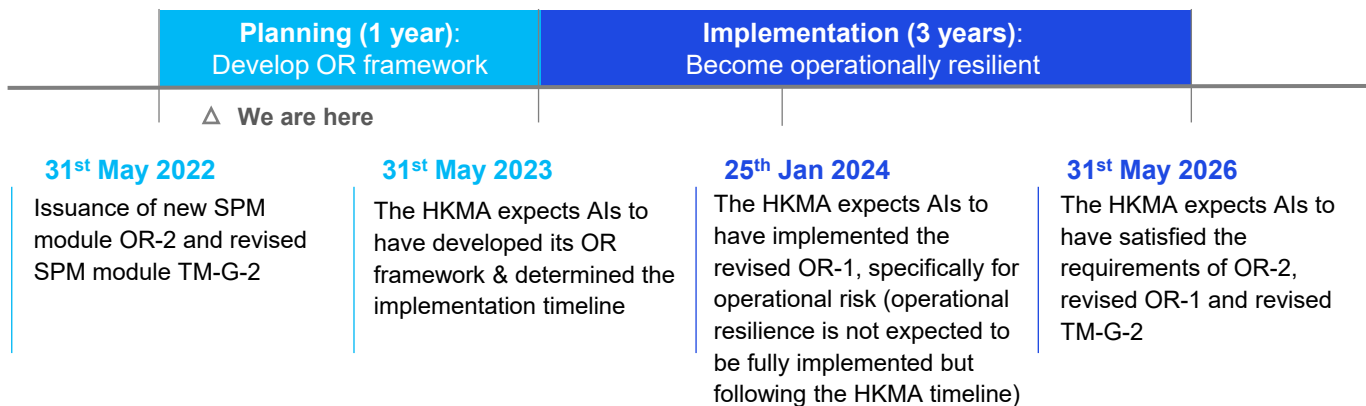 Planning (1 year):
Develop OR framework
Implementation (3 years):
Become operationally resilient
△ We are here
31st May 2022
Issuance of new SPM
module OR-2 and revised
SPM module TM-G-2
31st May 2023
The HKMA expects AIs to
have developed its OR
framework & determined the
implementation timeline
25th Jan 2024
The HKMA expects AIs to
have implemented the
revised OR-1, specifically for
operational risk (operational
resilience is not expected to
be fully implemented but
following the HKMA timeline)
31st May 2026
The HKMA expects AIs to
have satisfied the
requirements of OR-2,
revised OR-1 and revised
TM-G-2